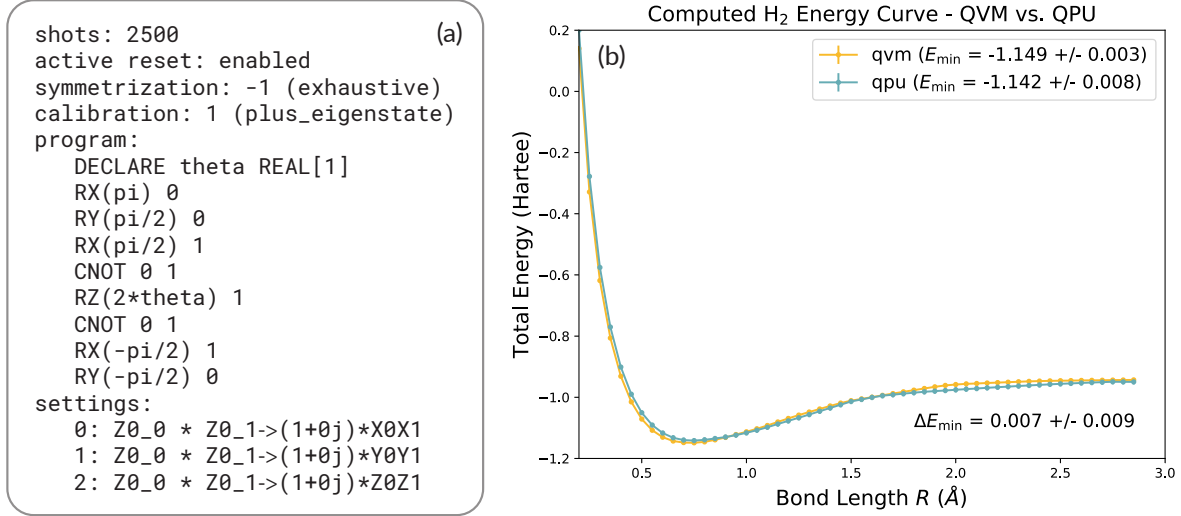 shots: 2500
(a)
active reset: enabled
symmetrization: -1 (exhaustive)
calibration: 1 (plus_eigenstate)
program:
DECLARE theta REAL[1]
RX(pi) 0
RY(pi/2) 0
RX(pi/2) 1
CNOT 0 1
RZ(2*theta) 1
CNOT 0 1
RX(-pi/2) 1
RY(-pi/2) 0
settings:
0: Z0_0 * Z0_1->(1+0j)*X0X1
1: Z0_0 * Z0_1->(1+0j)*Y0Y1
2: Z0_0 * Z0_1->(1+0j)*Z0Z1
Computed H₂ Energy Curve - QVM vs. QPU
(b)
qvm (E_min = -1.149 +/- 0.003)
qpu (E_min = -1.142 +/- 0.008)
Total Energy (Hartee)
0.2
0.0
−0.2
−0.4
−0.6
−0.8
−1.0
−1.2
ΔE_min = 0.007 +/- 0.009
0.5
1.0
1.5
2.0
2.5
3.0
Bond Length R (Å)